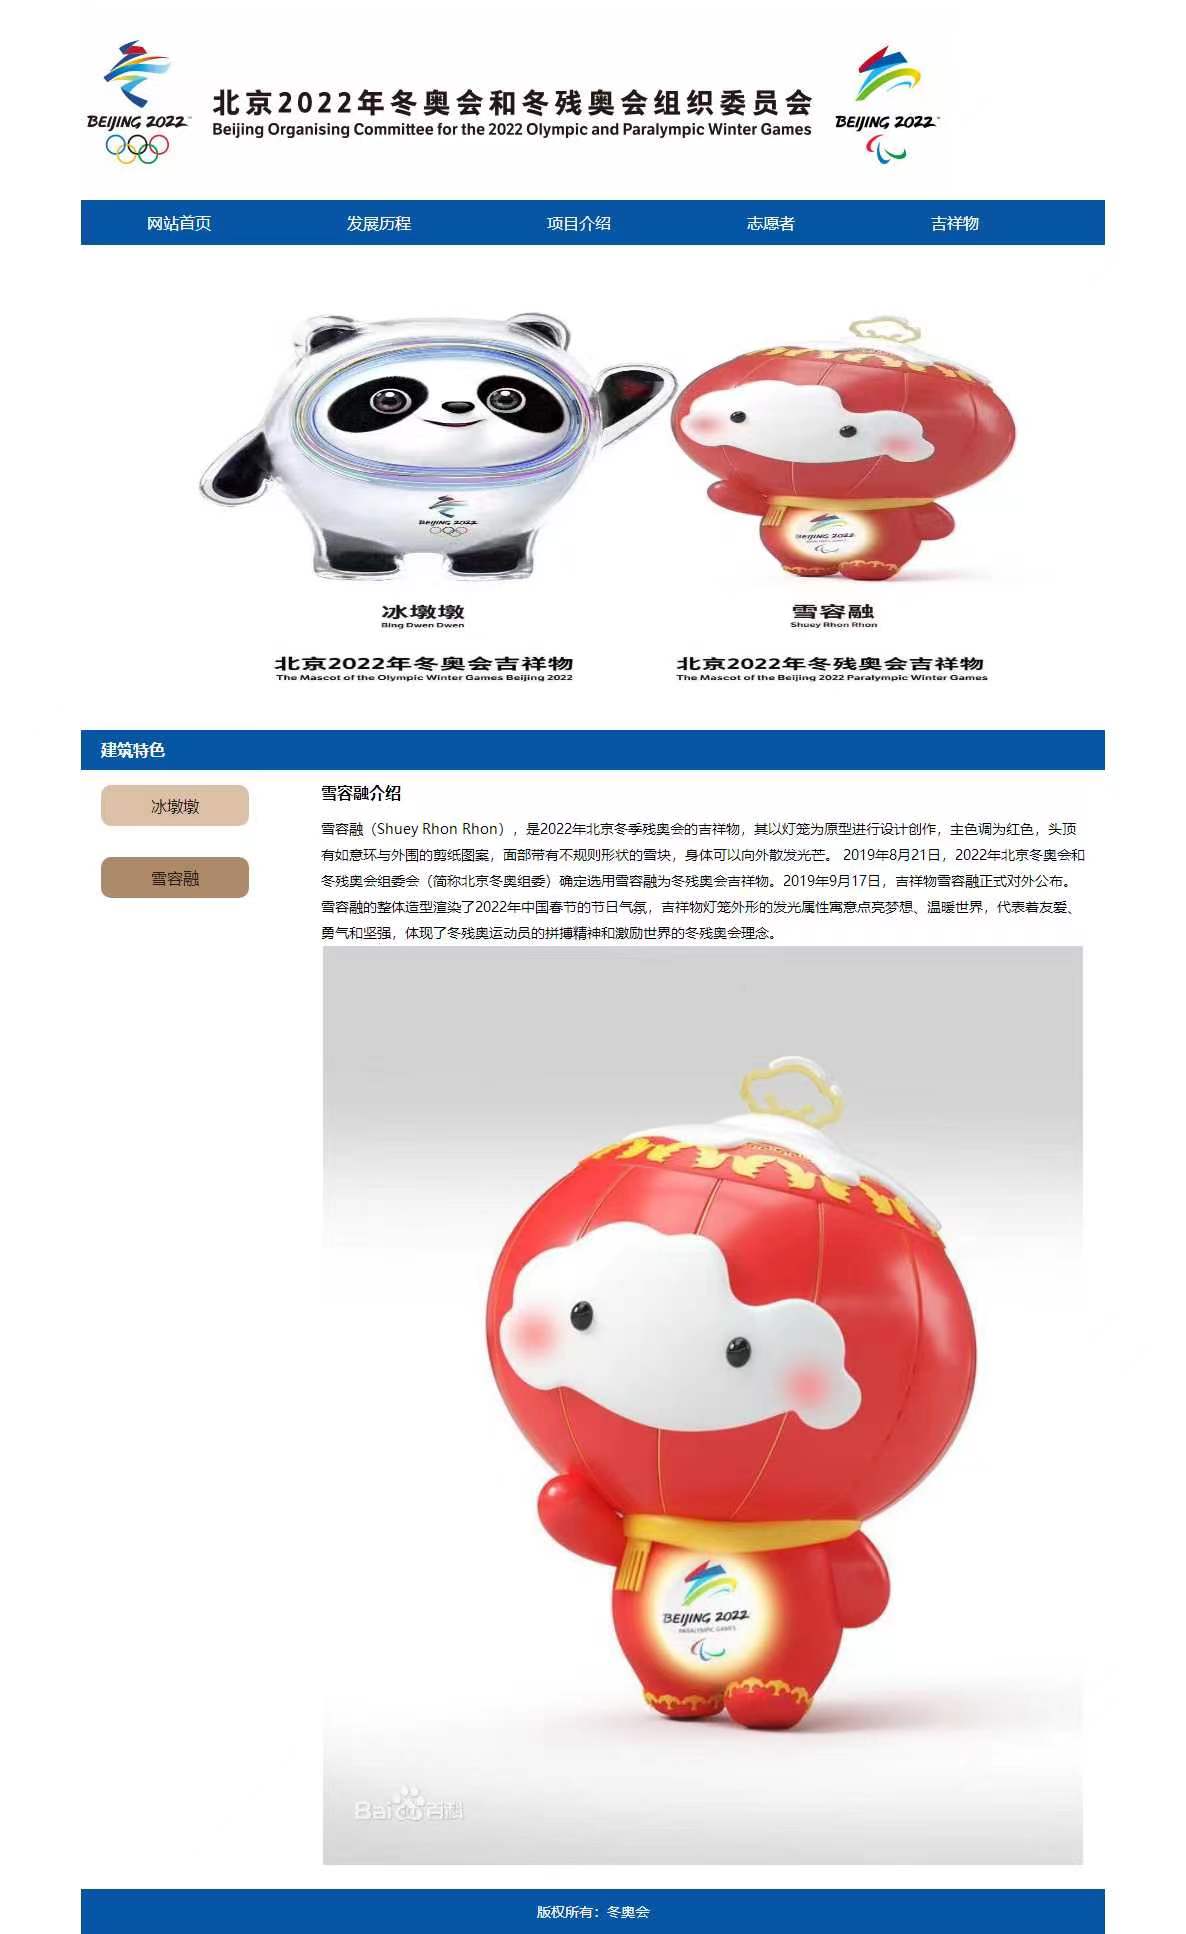 北京2022年冬奥会和冬残奥会组织委员会
Beijing Organising Committee for the 2022 Olympic and Paralympic Winter Games
BEIJING 2022
BEIJING 2022
网站首页 发展历程 项目介绍 志愿者 吉祥物
BEIJING 2022
BEIJING 2022
冰墩墩
Bing Dwen Dwen
雪容融
Shuey Rhon Rhon
北京2022年冬奥会吉祥物
The Mascot of the Olympic Winter Games Beijing 2022
北京2022年冬残奥会吉祥物
The Mascot of the Beijing 2022 Paralympic Winter Games
建筑特色
冰墩墩
雪容融
雪容融介绍
雪容融（Shuey Rhon Rhon），是2022年北京冬季残奥会的吉祥物，其以灯笼为原型进行设计创作，主色调为红色，头顶
有如意环与外围的剪纸图案，面部带有不规则形状的雪块，身体可以向外散发光芒。 2019年8月21日，2022年北京冬奥会和
冬残奥会组委会（简称北京冬奥组委）确定选用雪容融为冬残奥会吉祥物。2019年9月17日，吉祥物雪容融正式对外公布。
雪容融的整体造型渲染了2022年中国春节的节日气氛，吉祥物灯笼外形的发光属性寓意点亮梦想、温暖世界，代表着友爱、
勇气和坚强，体现了冬残奥运动员的拼搏精神和激励世界的冬残奥会理念。
BEIJING 2022
PARALYMPIC GAMES
Bai百科
版权所有：冬奥会